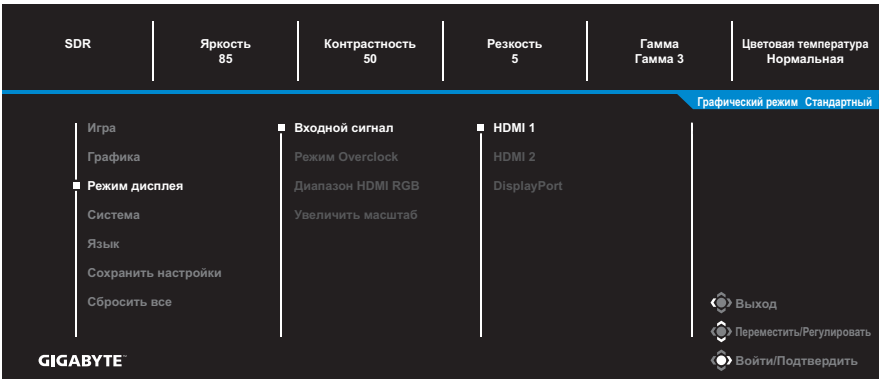 SDR
Яркость
85
Контрастность
50
Резкость
5
Гамма
Гамма 3
Цветовая температура
Нормальная
Графический режим Стандартный
Игра
Графика
Режим дисплея
Система
Язык
Сохранить настройки
Сбросить все
Входной сигнал
Режим Overclock
Диапазон HDMI RGB
Увеличить масштаб
HDMI 1
HDMI 2
DisplayPort
Выход
Переместить/Регулировать
Войти/Подтвердить
GIGABYTE™